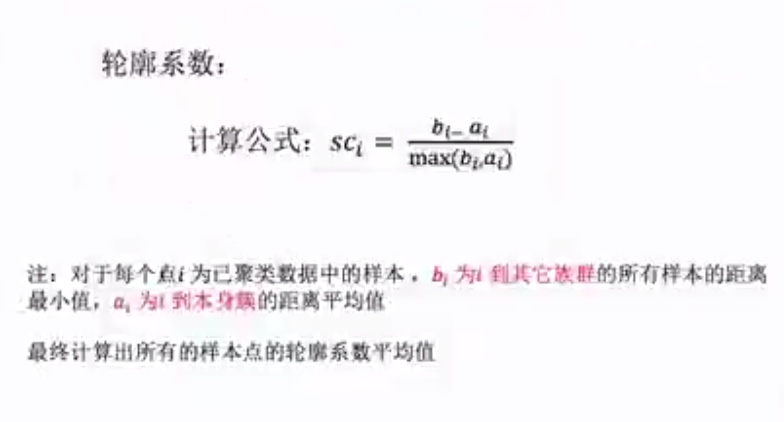 轮廓系数：
计算公式：sc_i = \frac{b_{i-} a_i}{max(b_i,a_i)}
注：对于每个点i 为已聚类数据中的样本 ，b_i 为i 到其它族群的所有样本的距离
最小值，a_i 为i 到本身簇的距离平均值
最终计算出所有的样本点的轮廓系数平均值